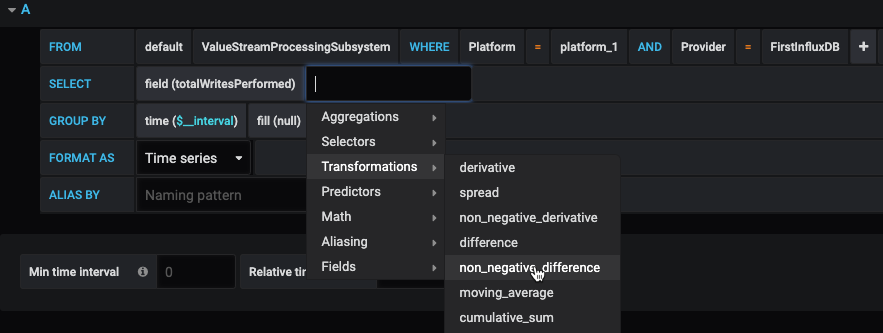 A
FROM default ValueStreamProcessingSubsystem WHERE Platform = platform_1 AND Provider = FirstInfluxDB +
SELECT field (totalWritesPerformed)
GROUP BY time ($__interval) fill (null)
FORMAT AS Time series
ALIAS BY Naming pattern
Aggregations
Selectors
Transformations
Predictors
Math
Aliasing
Fields
derivative
spread
non_negative_derivative
difference
non_negative_difference
moving_average
cumulative_sum
Min time interval 0 Relative